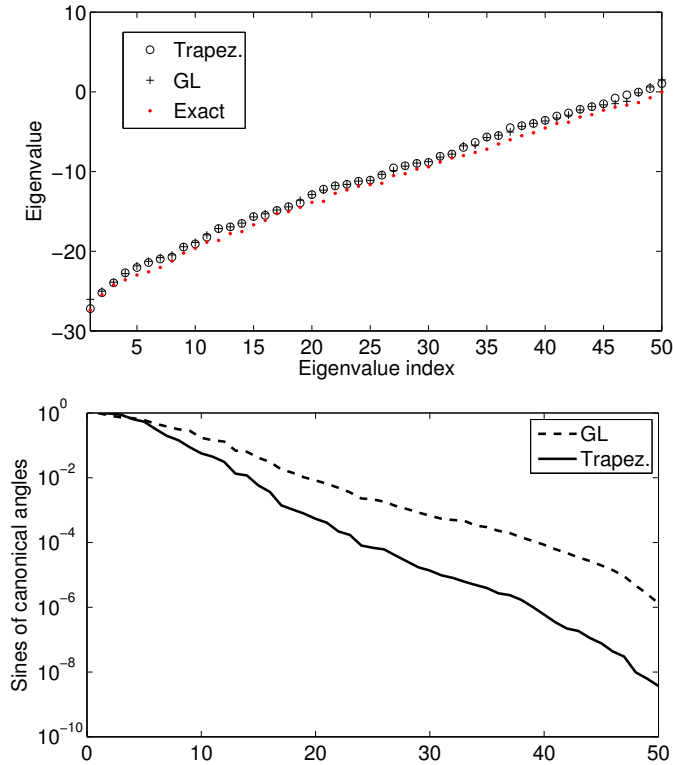 10
0
−10
−20
−30
Eigenvalue
Trapez.
GL
Exact
5 10 15 20 25 30 35 40 45 50
Eigenvalue index
10^0
10^−2
10^−4
10^−6
10^−8
10^−10
Sines of canonical angles
GL
Trapez.
0 10 20 30 40 50